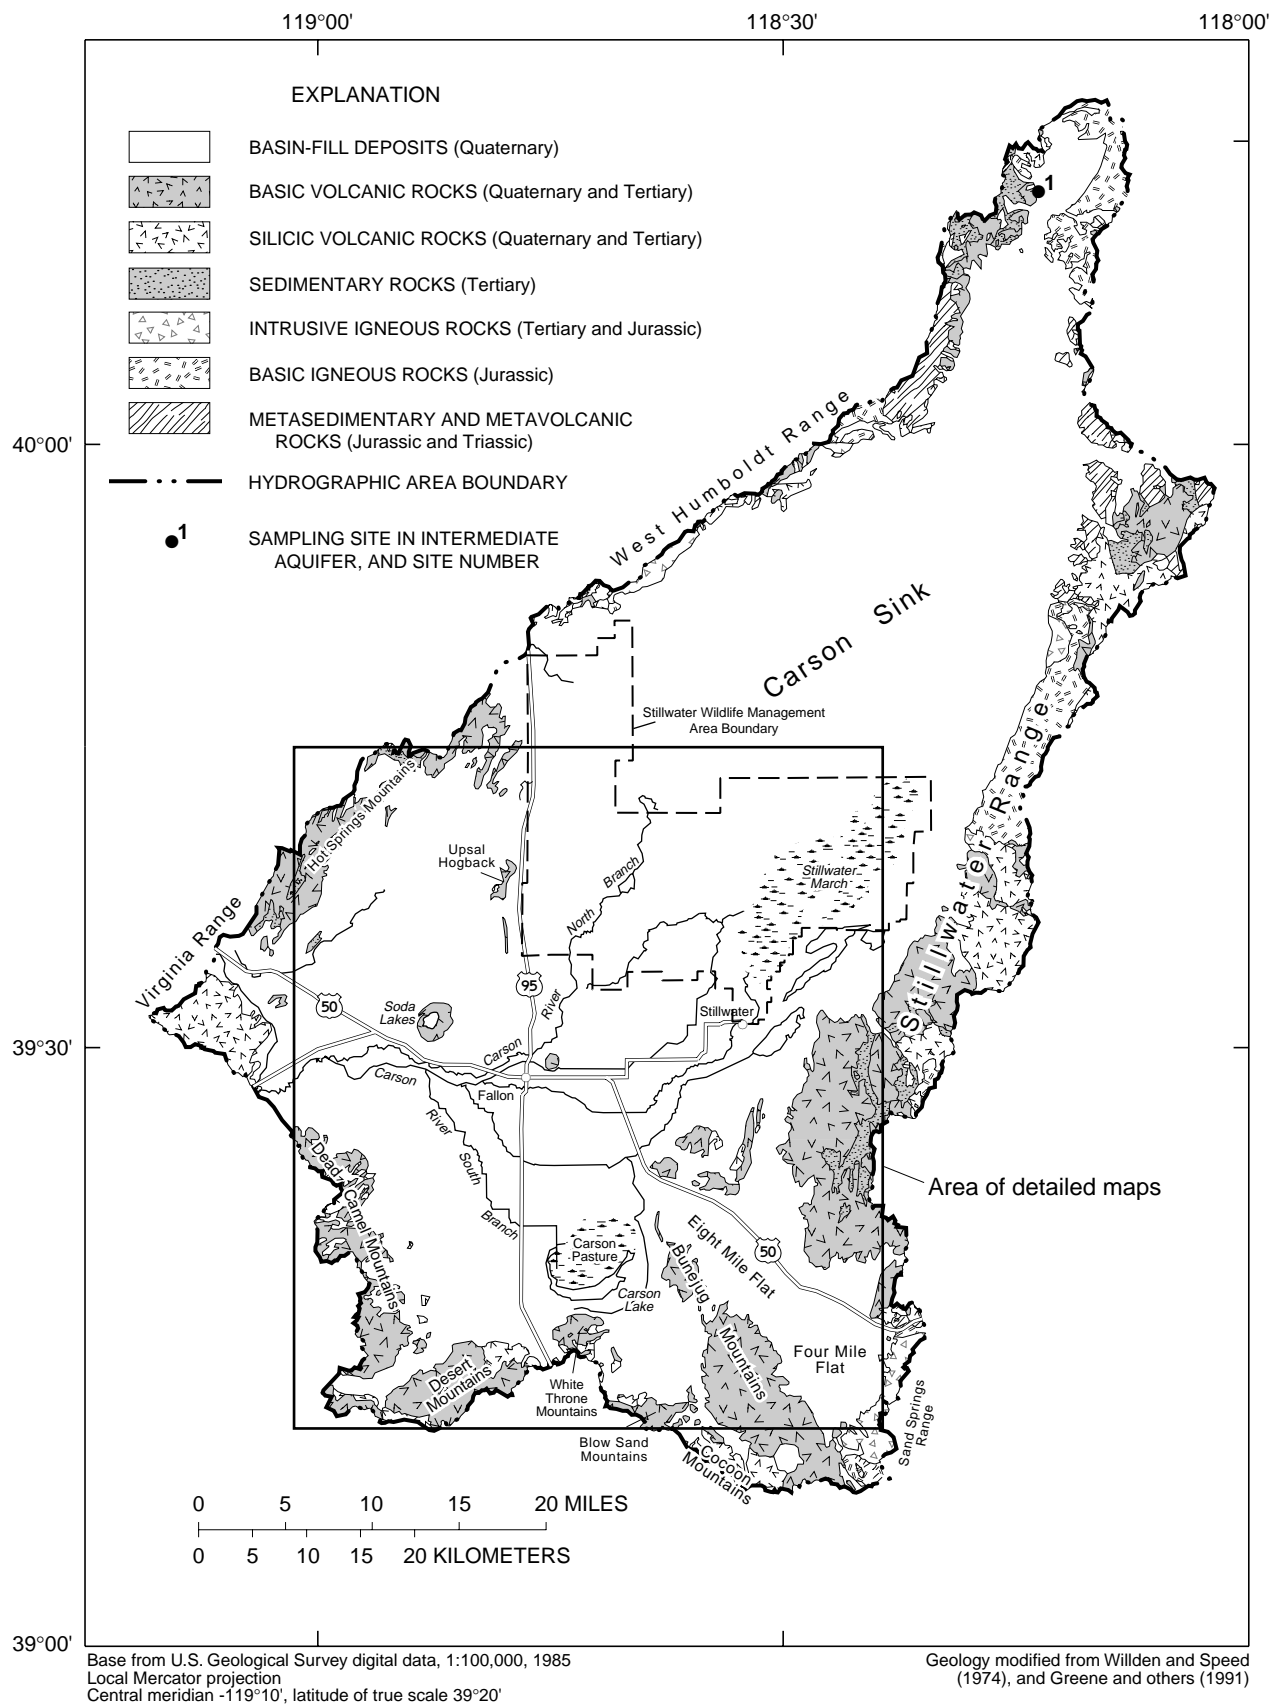 119°00'
118°30'
118°00'
EXPLANATION
BASIN-FILL DEPOSITS (Quaternary)
BASIC VOLCANIC ROCKS (Quaternary and Tertiary)
SILICIC VOLCANIC ROCKS (Quaternary and Tertiary)
SEDIMENTARY ROCKS (Tertiary)
INTRUSIVE IGNEOUS ROCKS (Tertiary and Jurassic)
BASIC IGNEOUS ROCKS (Jurassic)
METASEDIMENTARY AND METAVOLCANIC
ROCKS (Jurassic and Triassic)
HYDROGRAPHIC AREA BOUNDARY
1
SAMPLING SITE IN INTERMEDIATE
AQUIFER, AND SITE NUMBER
1
40°00'
39°30'
39°00'
West Humboldt Range
Carson Sink
Stillwater Wildlife Management
Area Boundary
Stillwater Range
Hot Springs Mountains
Upsal
Hogback
Stillwater
March
North Branch
Virginia Range
50
95
Soda
Lakes
River
Stillwater
Carson
Carson
Fallon
River
South
Branch
Dead Camel Mountains
Area of detailed maps
Carson
Pasture
Eight Mile Flat
50
Bunejug
Mountains
Carson
Lake
Four Mile
Flat
Desert
Mountains
White
Throne
Mountains
Sand Springs
Range
Blow Sand
Mountains
Cocoon
Mountains
0 5 10 15 20 MILES
0 5 10 15 20 KILOMETERS
Base from U.S. Geological Survey digital data, 1:100,000, 1985
Local Mercator projection
Central meridian -119°10', latitude of true scale 39°20'
Geology modified from Willden and Speed
(1974), and Greene and others (1991)